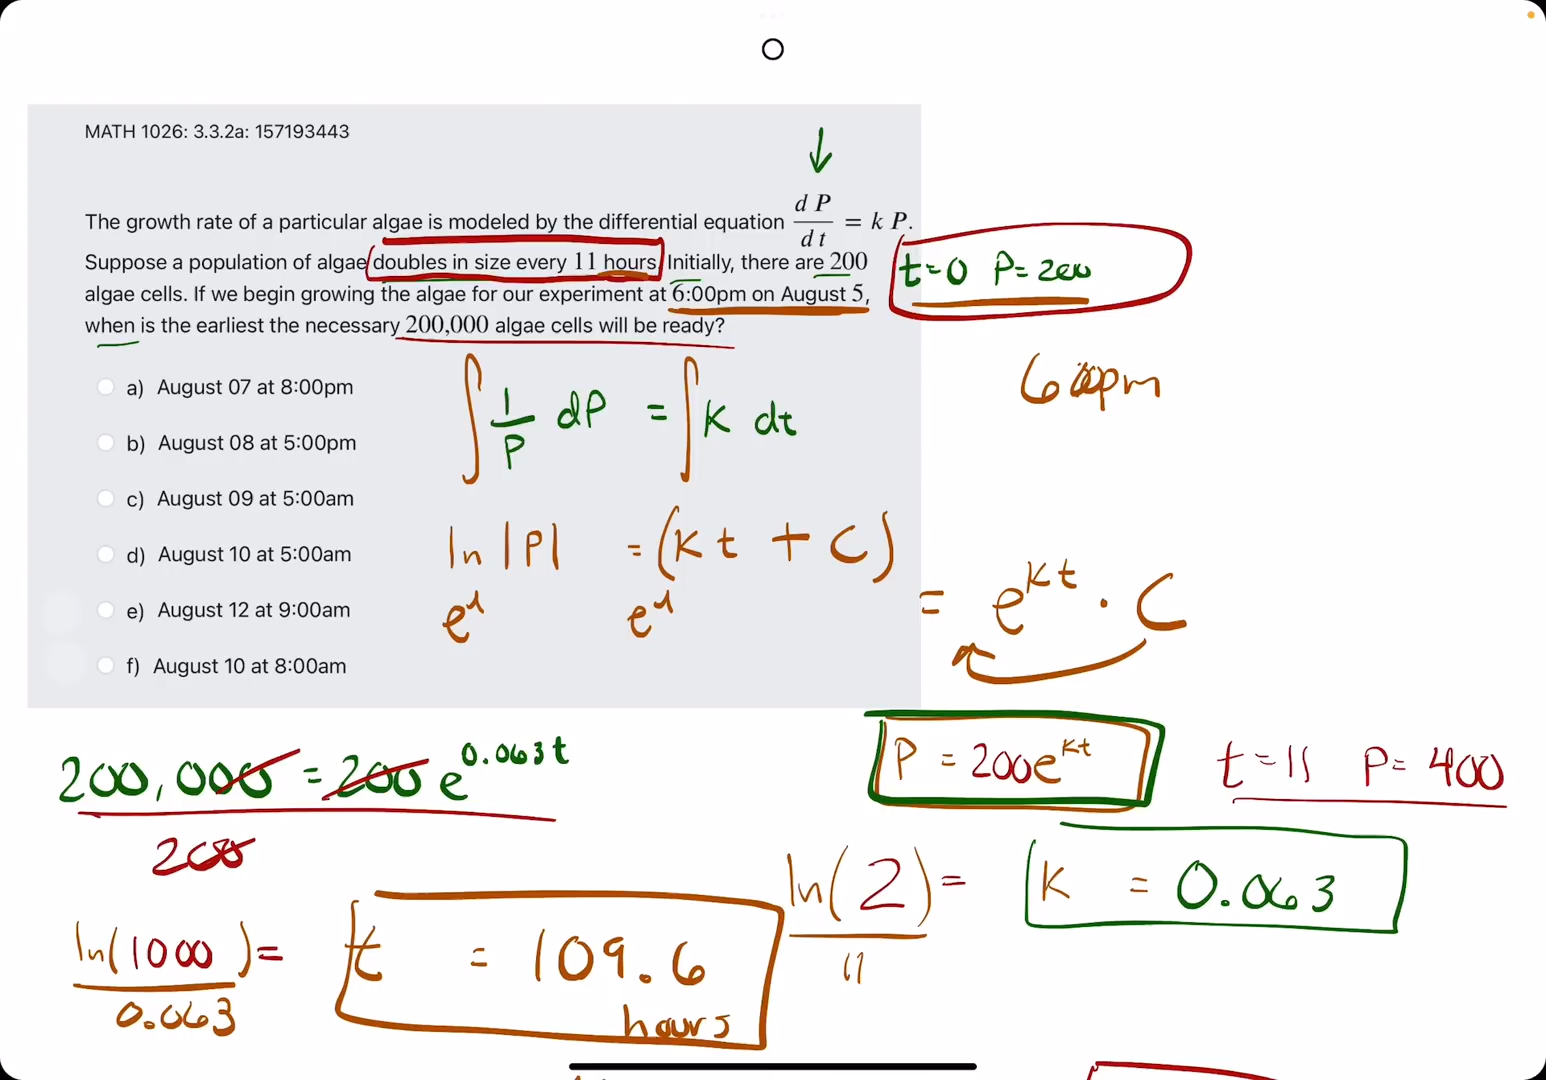 MATH 1026: 3.3.2a: 157193443
The growth rate of a particular algae is modeled by the differential equation dP/dt = k P.
Suppose a population of algae doubles in size every 11 hours. Initially, there are 200
algae cells. If we begin growing the algae for our experiment at 6:00pm on August 5,
when is the earliest the necessary 200,000 algae cells will be ready?
t=0 P=200
6:00pm
a) August 07 at 8:00pm
b) August 08 at 5:00pm
c) August 09 at 5:00am
d) August 10 at 5:00am
e) August 12 at 9:00am
f) August 10 at 8:00am
∫ 1/P dP = ∫ K dt
ln |P| = (Kt + C)
e e = e^Kt · C
P = 200e^Kt
t=11 P=400
200,000 = 200 e^0.063t
200
ln(2) = K = 0.063
11
ln(1000) = t = 109.6
0.063 hours